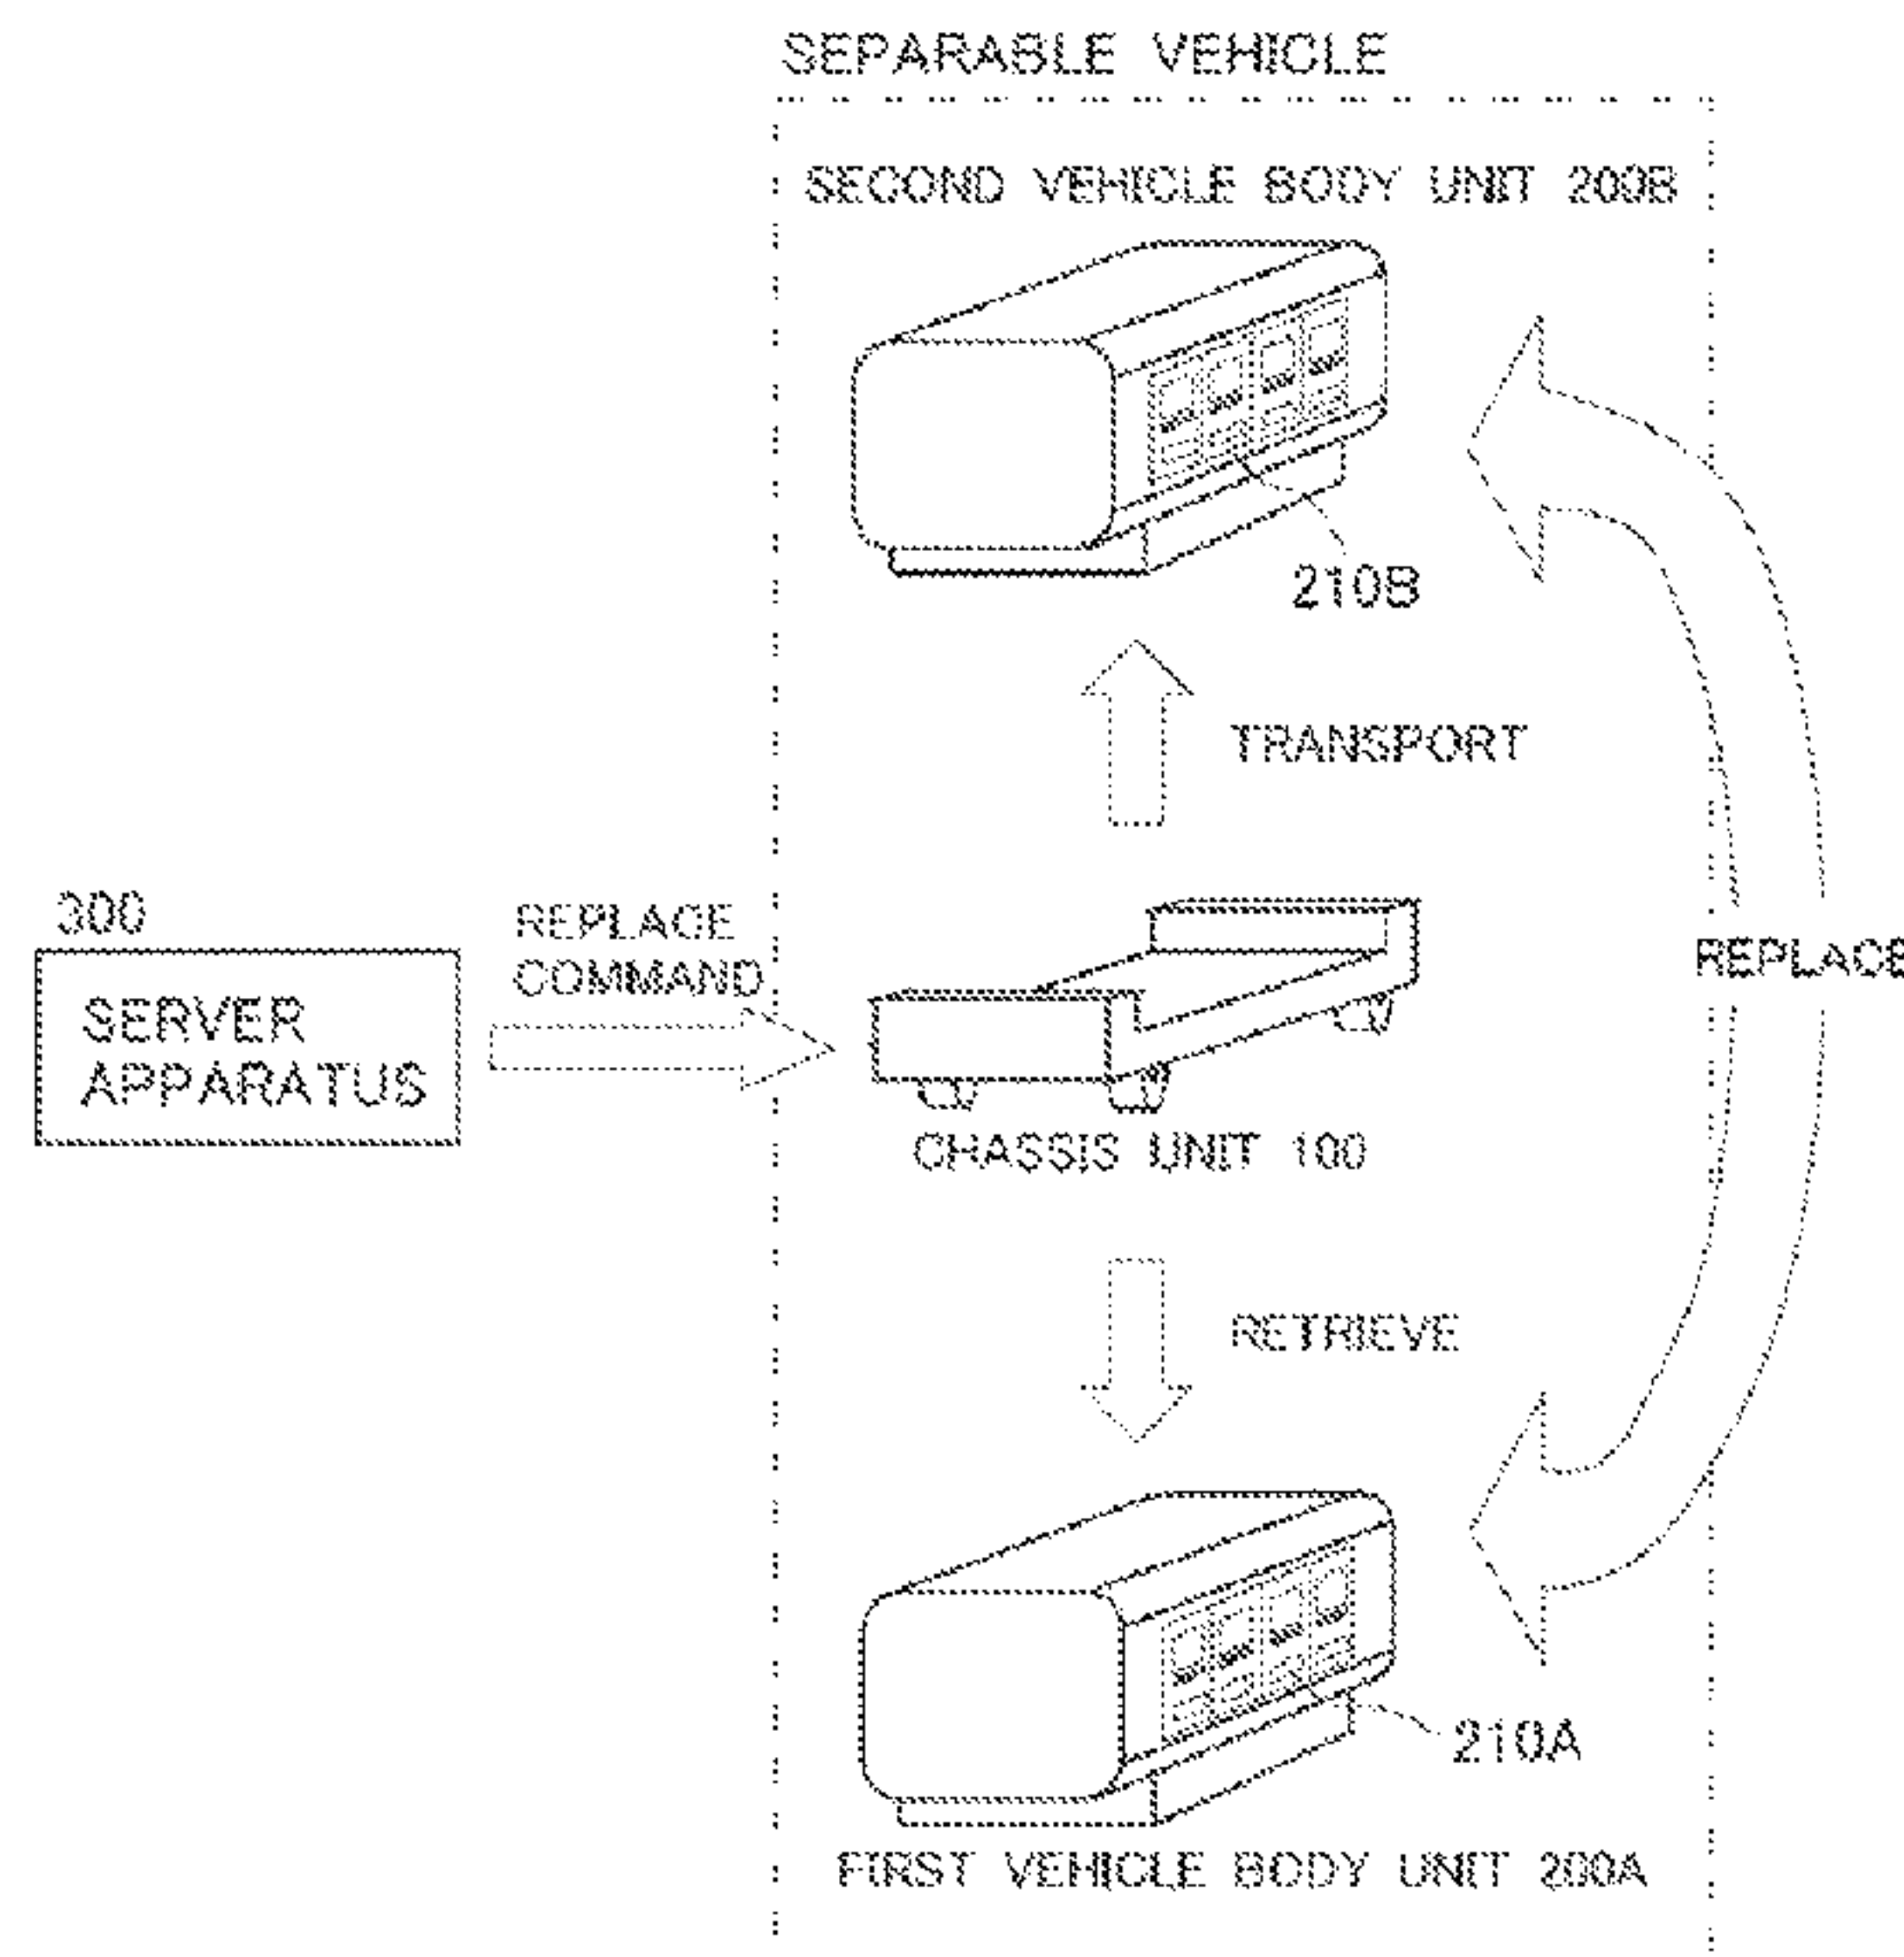 SEPARABLE VEHICLE
SECOND VEHICLE BODY UNIT 200B
210B
TRANSPORT
300
SERVER
APPARATUS
REPLACE
COMMAND
REPLACE
CHASSIS UNIT 100
RETRIEVE
210A
FIRST VEHICLE BODY UNIT 200A